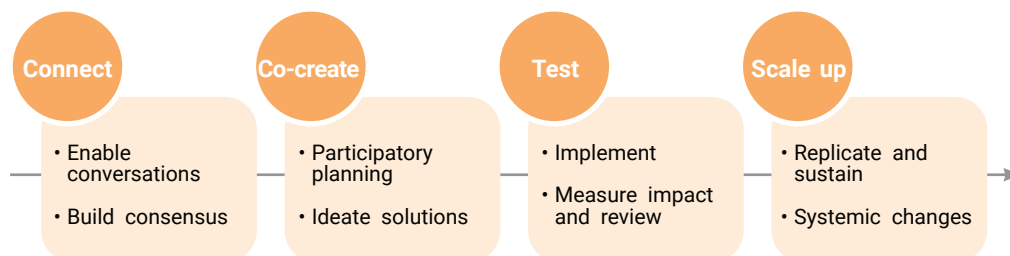 Connect
• Enable
conversations
• Build consensus
Co-create
• Participatory
planning
• Ideate solutions
Test
• Implement
• Measure impact
and review
Scale up
• Replicate and
sustain
• Systemic changes